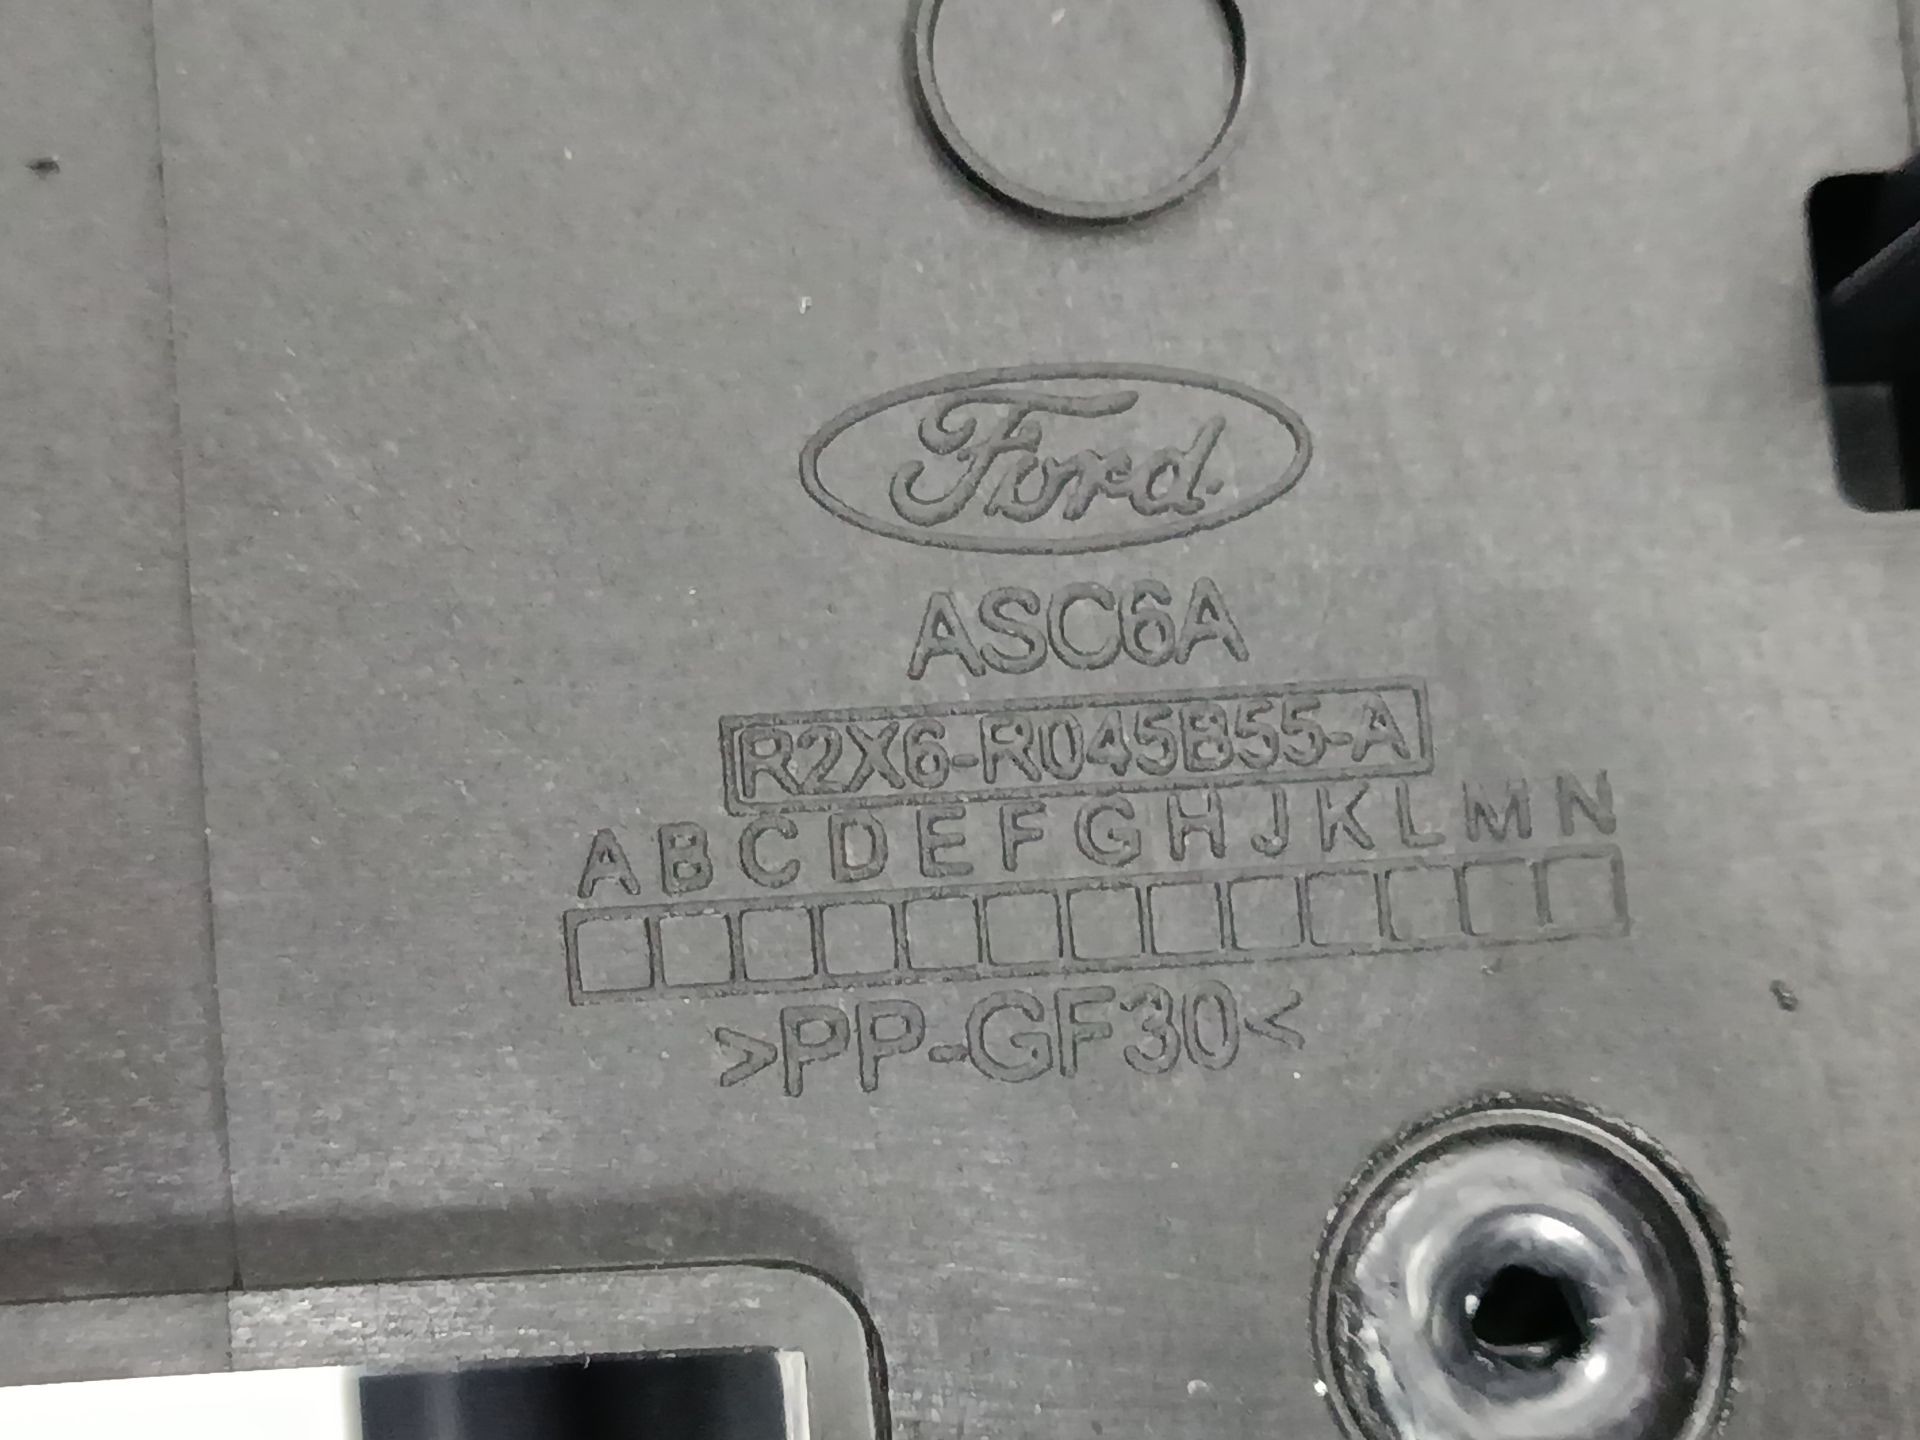 Ford
ASC6A
R2X6-R045B55-A
A B C D E F G H J K L M N
>PP-GF30<